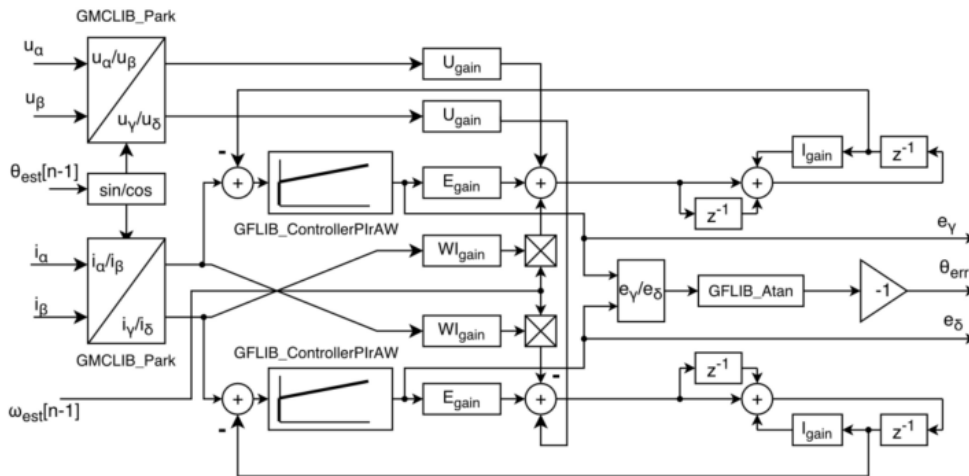 GMCLIB_Park
uα
uα/uβ
Ugain
uβ
uγ/uδ
Ugain
-
Igain
z⁻¹
θest[n-1]
sin/cos
+
Egain
+
+
z⁻¹
GFLIB_ControllerPIrAW
eγ
iα
iα/iβ
WIgain
θerr
eγ/eδ
GFLIB_Atan
-1
iβ
iγ/iδ
WIgain
eδ
GMCLIB_Park
GFLIB_ControllerPIrAW
-
z⁻¹
ωest[n-1]
+
Egain
+
+
-
Igain
z⁻¹